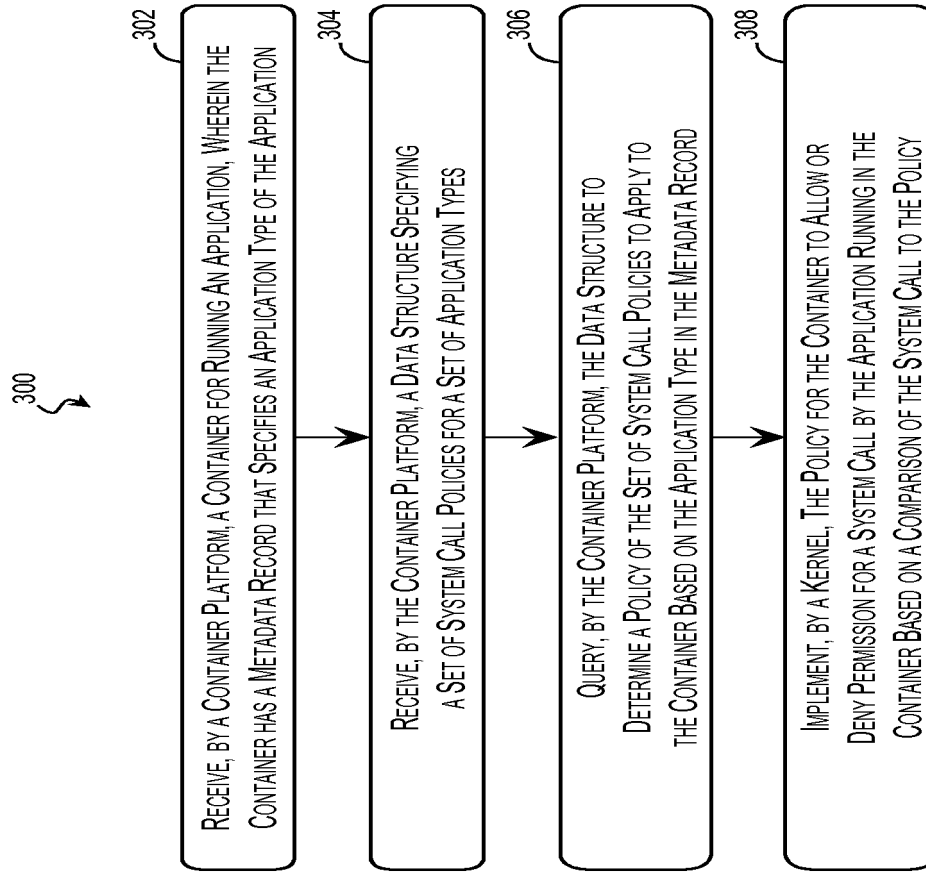 300
302
RECEIVE, BY A CONTAINER PLATFORM, A CONTAINER FOR RUNNING AN APPLICATION, WHEREIN THE
CONTAINER HAS A METADATA RECORD THAT SPECIFIES AN APPLICATION TYPE OF THE APPLICATION
304
RECEIVE, BY THE CONTAINER PLATFORM, A DATA STRUCTURE SPECIFYING
A SET OF SYSTEM CALL POLICIES FOR A SET OF APPLICATION TYPES
306
QUERY, BY THE CONTAINER PLATFORM, THE DATA STRUCTURE TO
DETERMINE A POLICY OF THE SET OF SYSTEM CALL POLICIES TO APPLY TO
THE CONTAINER BASED ON THE APPLICATION TYPE IN THE METADATA RECORD
308
IMPLEMENT, BY A KERNEL, THE POLICY FOR THE CONTAINER TO ALLOW OR
DENY PERMISSION FOR A SYSTEM CALL BY THE APPLICATION RUNNING IN THE
CONTAINER BASED ON A COMPARISON OF THE SYSTEM CALL TO THE POLICY